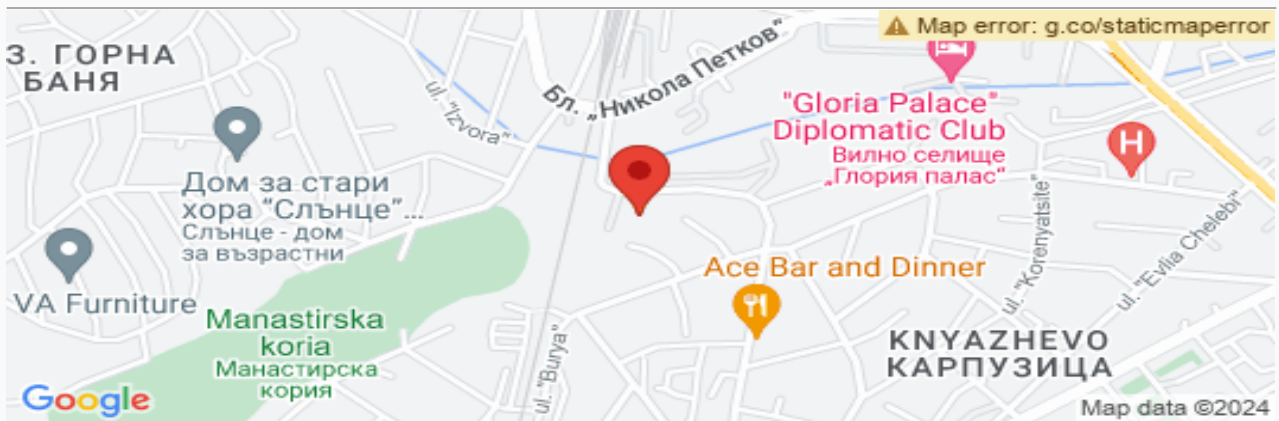 Map error: g.co/staticmaperror
З. ГОРНА
БАНЯ
ul. "Izvora"
Бл. „Никола Петков“
"Gloria Palace"
Diplomatic Club
Вилно селище
„Глория палас“
H
Дом за стари
хора “Слънце”...
Слънце - дом
за възрастни
ul. "Korenyatsite"
ul. "Evlia Chelebi"
VA Furniture
Ace Bar and Dinner
Manastirska
koria
Манастирска
кория
ul. "Burya"
KNYAZHEVO
КАРПУЗИЦА
Google
Map data ©2024